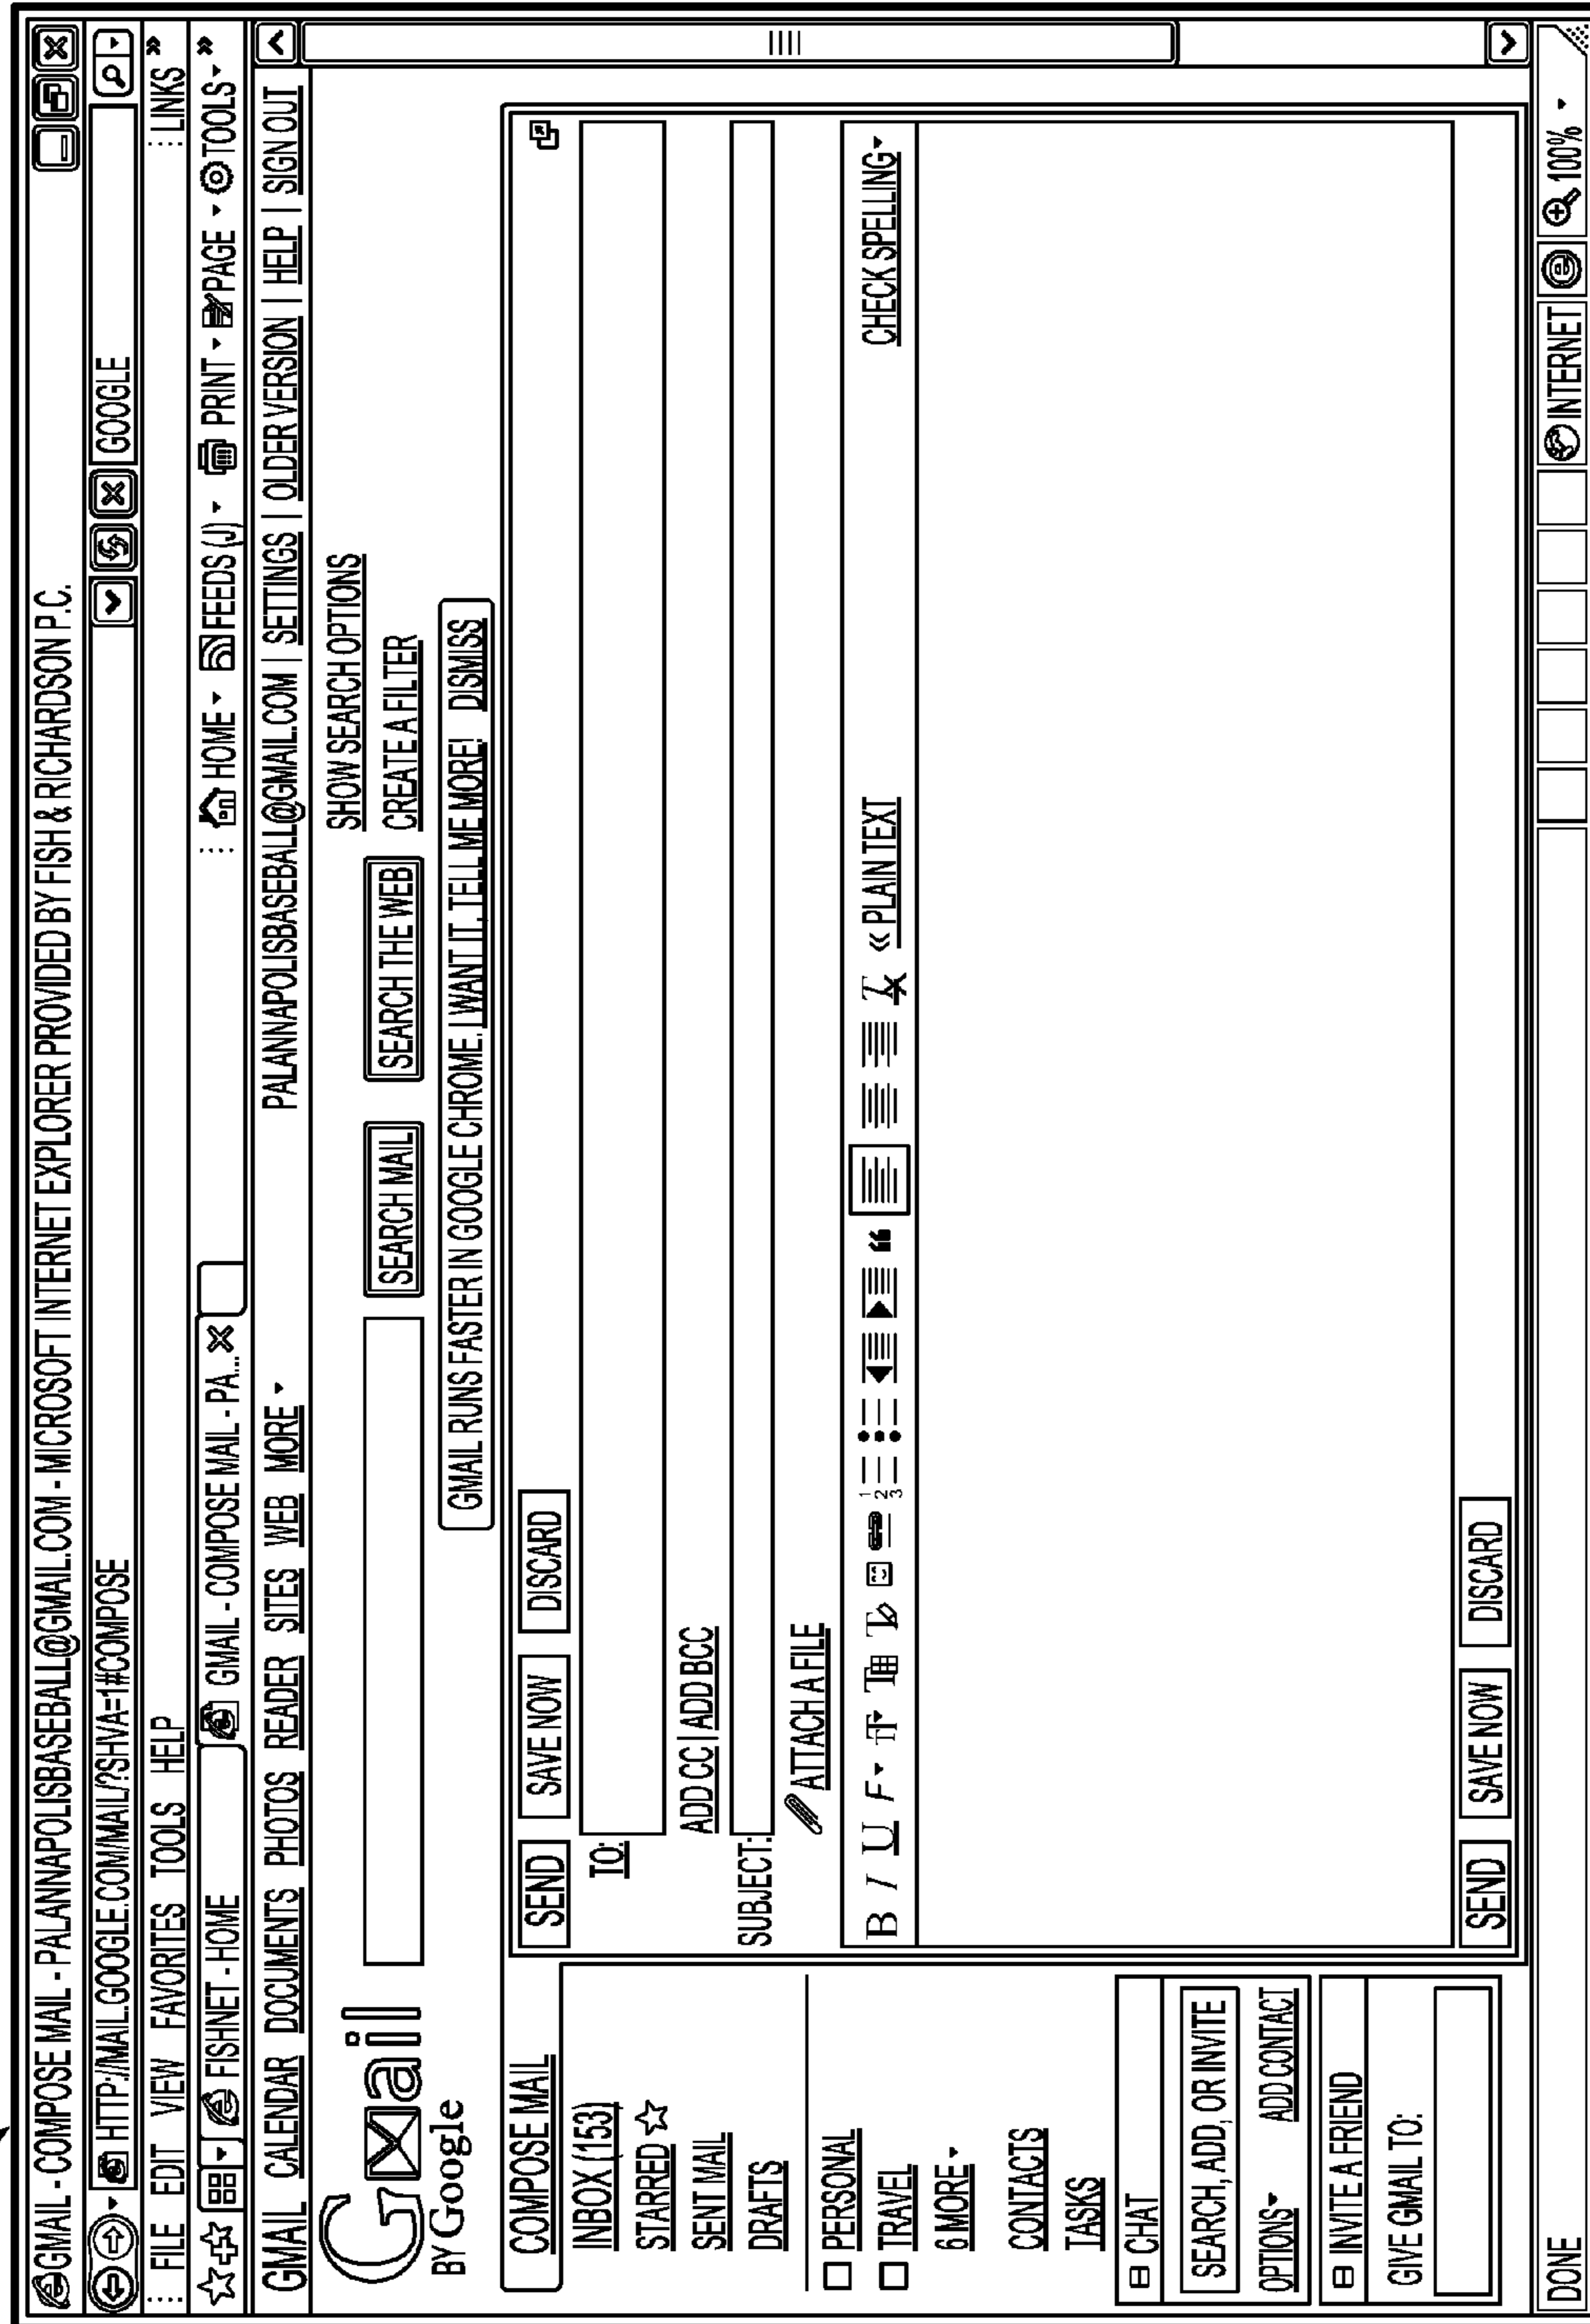 GMAIL - COMPOSE MAIL - PALANNAPOLISBASEBALL@GMAIL.COM - MICROSOFT INTERNET EXPLORER PROVIDED BY FISH & RICHARDSON P.C.
HTTP://MAIL.GOOGLE.COM/MAIL/?SHVA=1#COMPOSE GOOGLE
FILE EDIT VIEW FAVORITES TOOLS HELP LINKS »
FISHNET - HOME GMAIL - COMPOSE MAIL - PA... HOME FEEDS (J) PRINT PAGE TOOLS »
GMAIL CALENDAR DOCUMENTS PHOTOS READER SITES WEB MORE PALANNAPOLISBASEBALL@GMAIL.COM | SETTINGS | OLDER VERSION | HELP | SIGN OUT
Gmail
BY Google
SEARCH MAIL SEARCH THE WEB
SHOW SEARCH OPTIONS
CREATE A FILTER
GMAIL RUNS FASTER IN GOOGLE CHROME. I WANT IT. TELL ME MORE! DISMISS
COMPOSE MAIL
INBOX (153)
STARRED
SENT MAIL
DRAFTS
PERSONAL
TRAVEL
6 MORE
CONTACTS
TASKS
CHAT
SEARCH, ADD, OR INVITE
OPTIONS ADD CONTACT
INVITE A FRIEND
GIVE GMAIL TO:
SEND SAVE NOW DISCARD
TO:
ADD CC | ADD BCC
SUBJECT:
ATTACH A FILE
B I U F T T T 1 2 3 “ T « PLAIN TEXT CHECK SPELLING
SEND SAVE NOW DISCARD
DONE INTERNET 100%